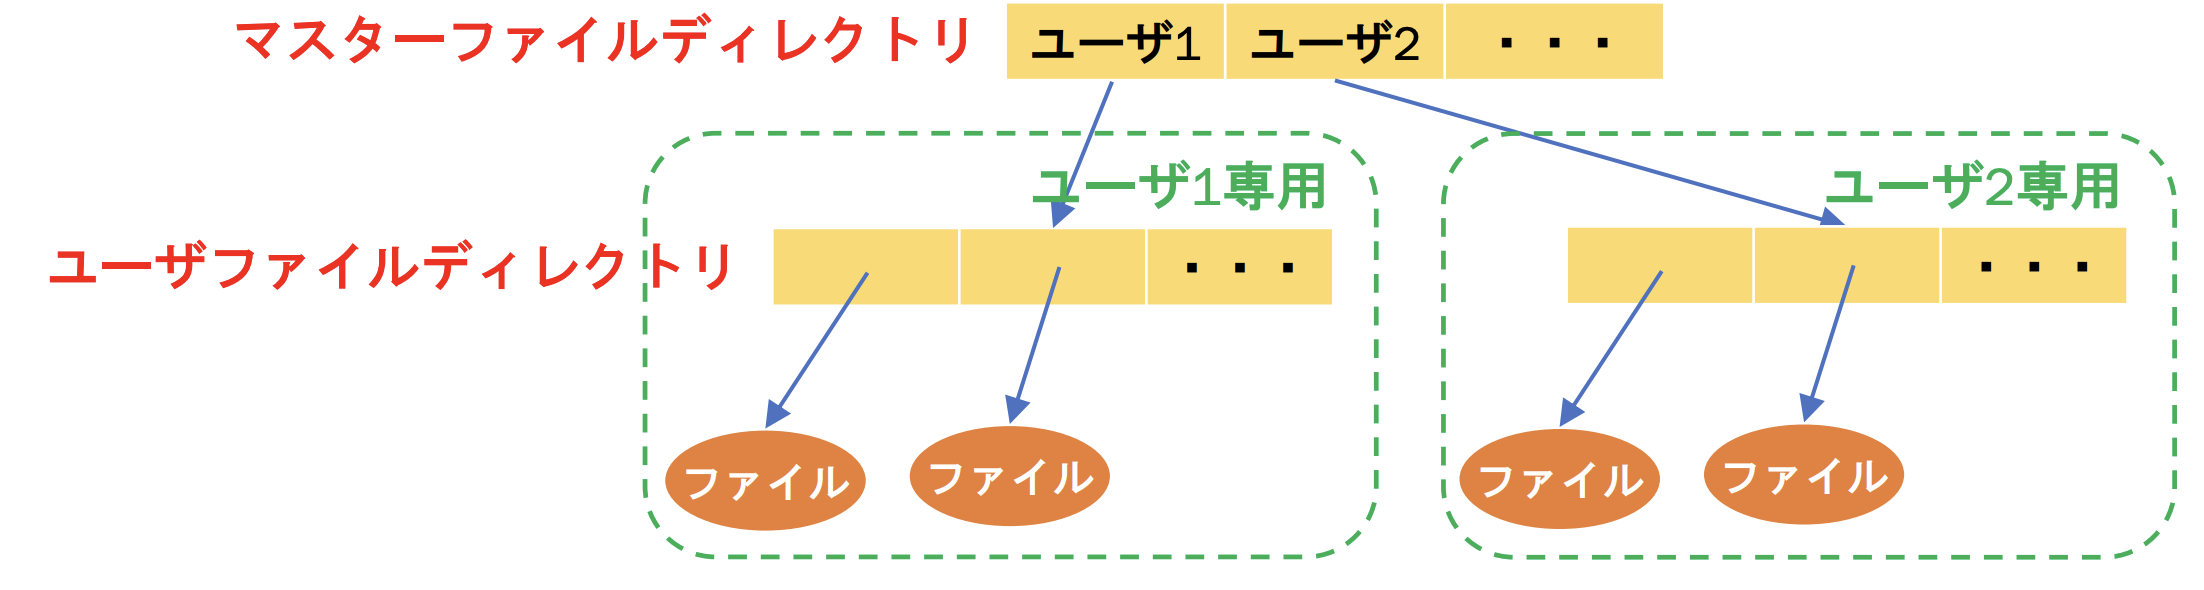 マスターファイルディレクトリ
ユーザ1 ユーザ2 ・・・
ユーザ1専用
ユーザ2専用
ユーザファイルディレクトリ
・・・
・・・
ファイル
ファイル
ファイル
ファイル